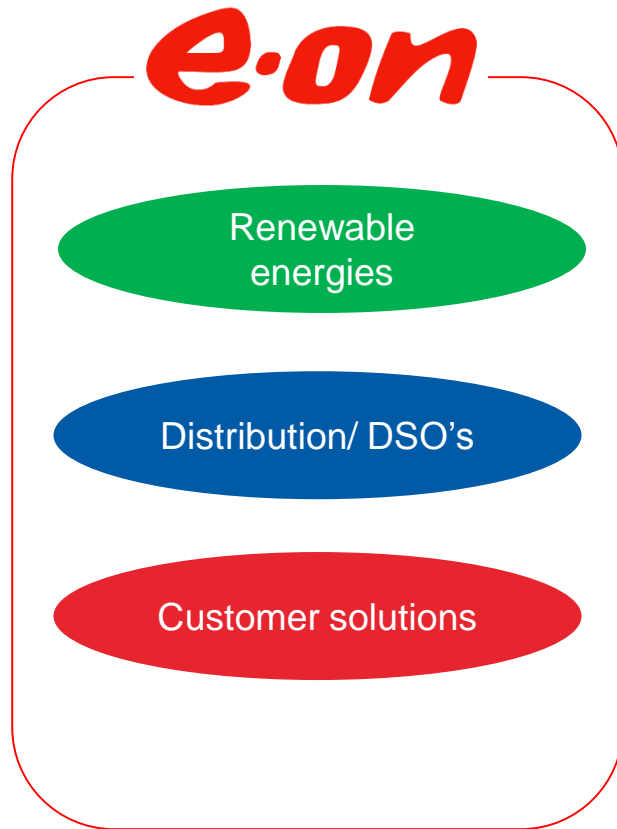 e·on
Renewable
energies
Distribution/ DSO’s
Customer solutions